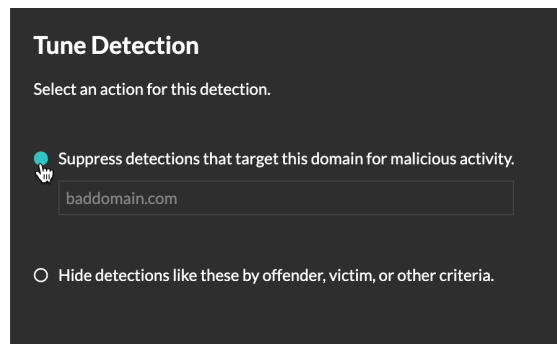 Tune Detection
Select an action for this detection.
Suppress detections that target this domain for malicious activity.
baddomain.com
Hide detections like these by offender, victim, or other criteria.